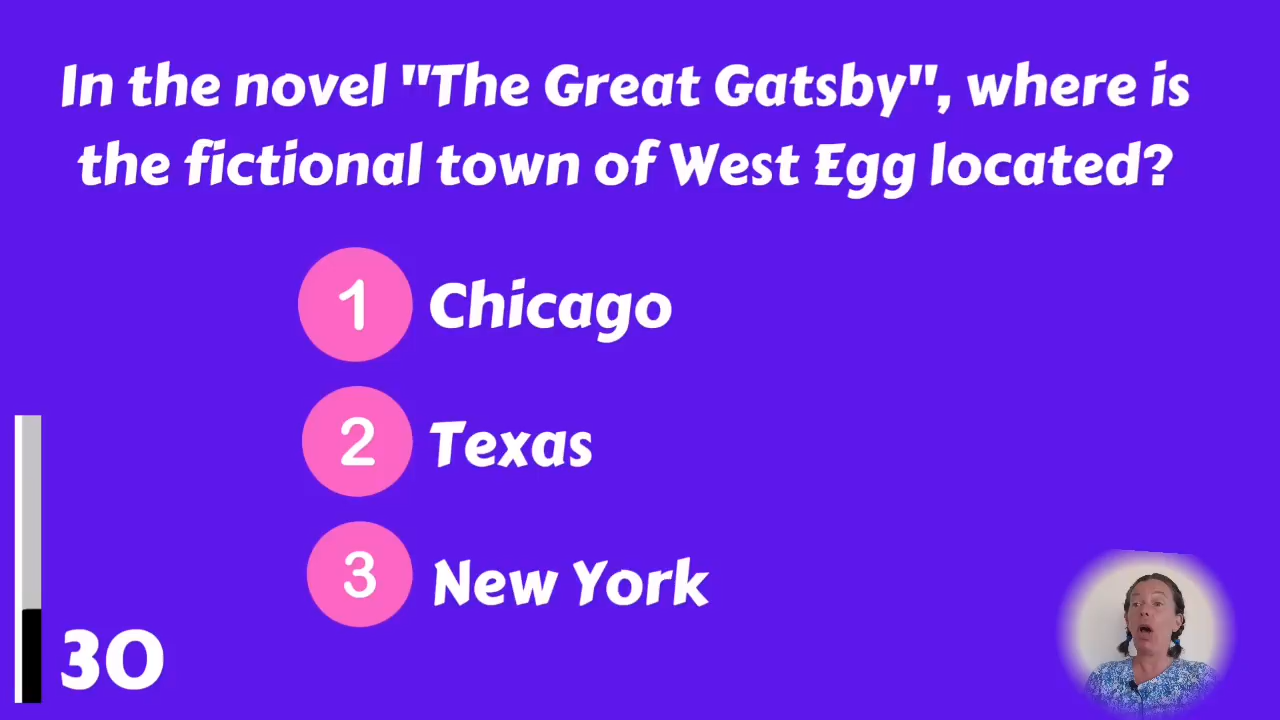 In the novel "The Great Gatsby", where is
the fictional town of West Egg located?
1 Chicago
2 Texas
3 New York
30